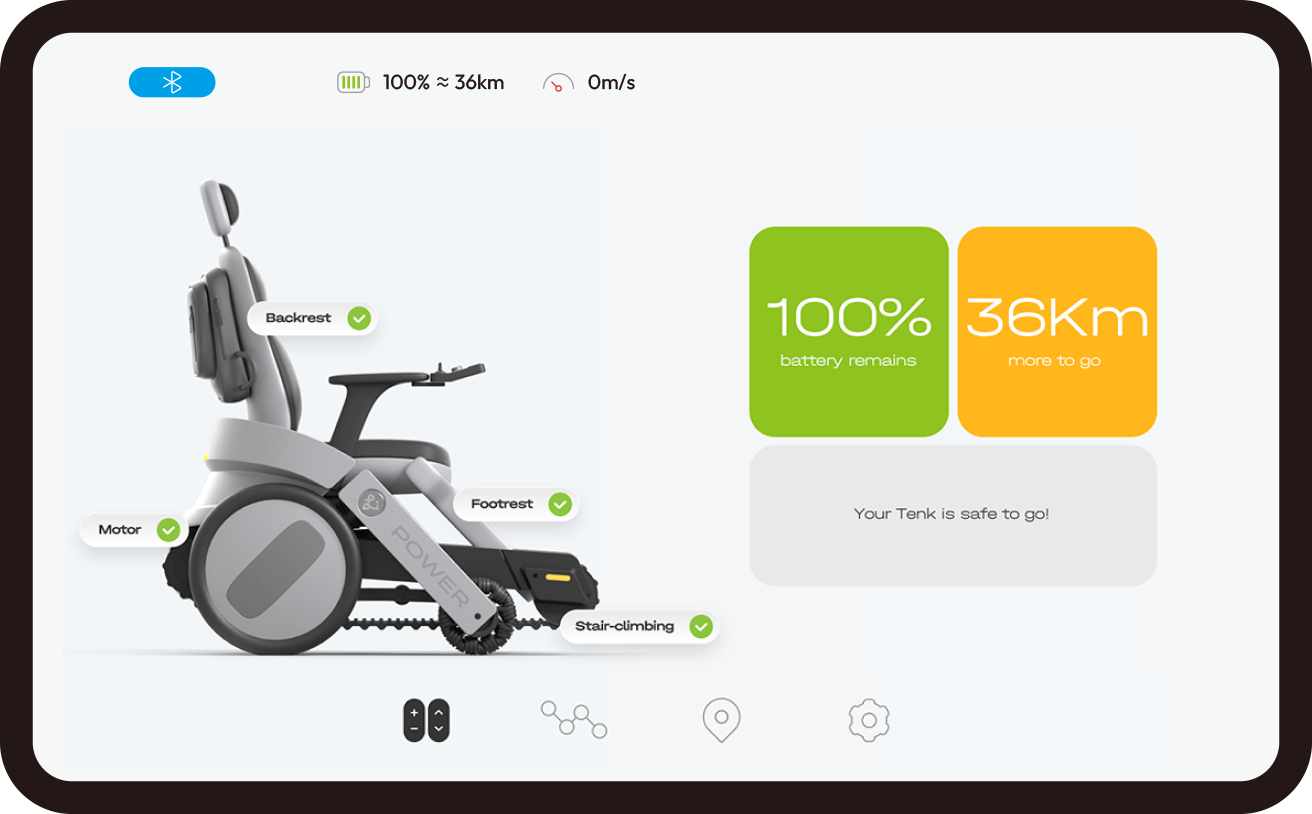 100% ≈ 36km
0m/s
Backrest
100%
battery remains
36Km
more to go
Footrest
Your Tenk is safe to go!
Motor
POWER
Stair-climbing